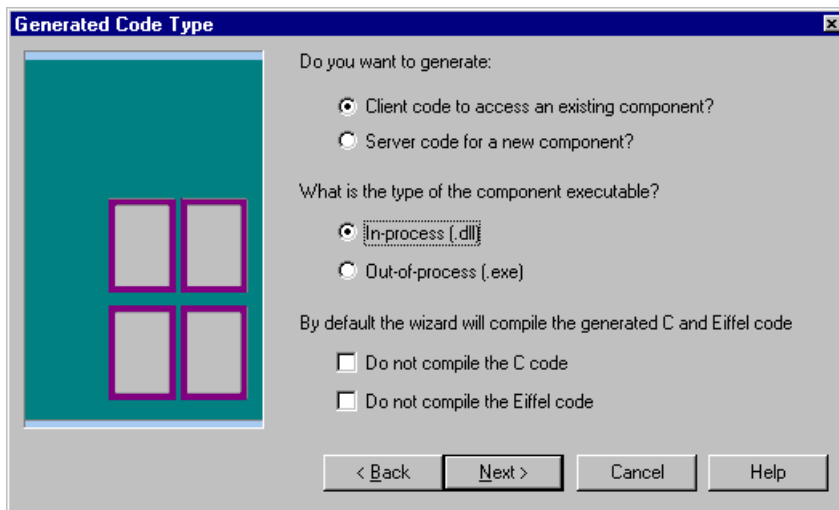 Generated Code Type
Do you want to generate:
Client code to access an existing component?
Server code for a new component?
What is the type of the component executable?
In-process (.dll)
Out-of-process (.exe)
By default the wizard will compile the generated C and Eiffel code
Do not compile the C code
Do not compile the Eiffel code
< Back Next > Cancel Help